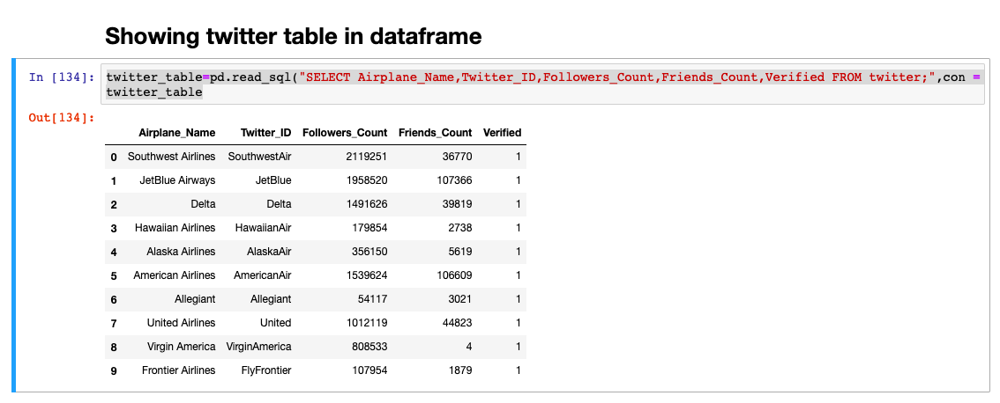 Showing twitter table in dataframe
In [134]: twitter_table=pd.read_sql("SELECT Airplane_Name,Twitter_ID,Followers_Count,Friends_Count,Verified FROM twitter;",con =
twitter_table
Out[134]:
Airplane_Name Twitter_ID Followers_Count Friends_Count Verified
0 Southwest Airlines SouthwestAir 2119251 36770 1
1 JetBlue Airways JetBlue 1958520 107366 1
2 Delta Delta 1491626 39819 1
3 Hawaiian Airlines HawaiianAir 179854 2738 1
4 Alaska Airlines AlaskaAir 356150 5619 1
5 American Airlines AmericanAir 1539624 106609 1
6 Allegiant Allegiant 54117 3021 1
7 United Airlines United 1012119 44823 1
8 Virgin America VirginAmerica 808533 4 1
9 Frontier Airlines FlyFrontier 107954 1879 1